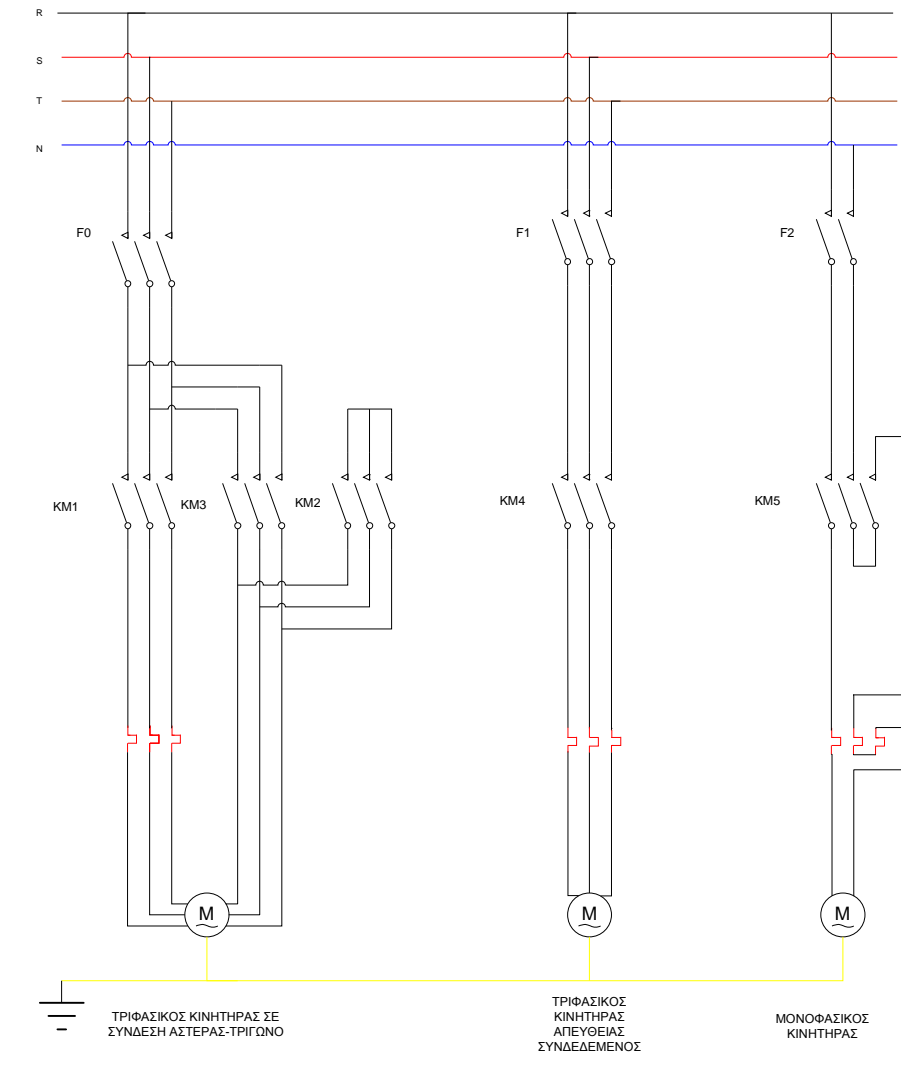 R
S
T
N
F0
F1
F2
KM1
KM3
KM2
KM4
KM5
M
M
M
ΤΡΙΦΑΣΙΚΟΣ ΚΙΝΗΤΗΡΑΣ ΣΕ
ΣΥΝΔΕΣΗ ΑΣΤΕΡΑΣ-ΤΡΙΓΩΝΟ
ΤΡΙΦΑΣΙΚΟΣ
ΚΙΝΗΤΗΡΑΣ
ΑΠΕΥΘΕΙΑΣ
ΣΥΝΔΕΔΕΜΕΝΟΣ
ΜΟΝΟΦΑΣΙΚΟΣ
ΚΙΝΗΤΗΡΑΣ